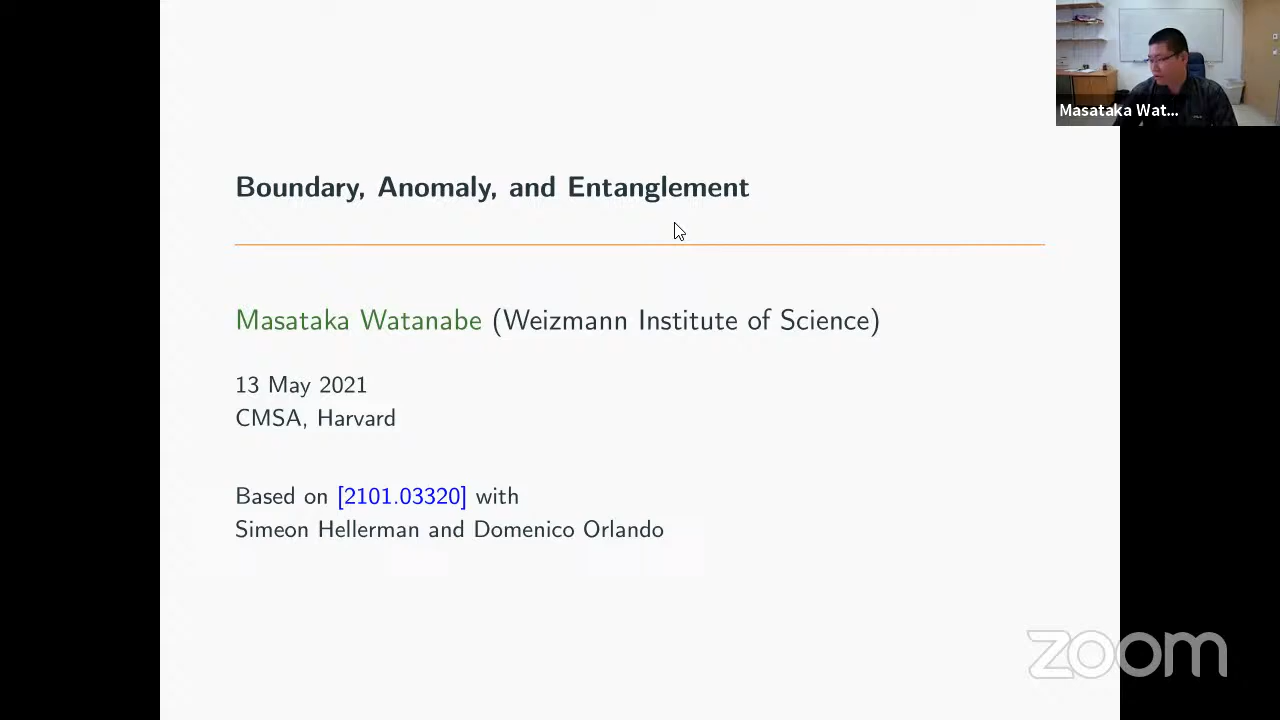 Masataka Wat...
Boundary, Anomaly, and Entanglement
Masataka Watanabe (Weizmann Institute of Science)
13 May 2021
CMSA, Harvard
Based on [2101.03320] with
Simeon Hellerman and Domenico Orlando
zoom